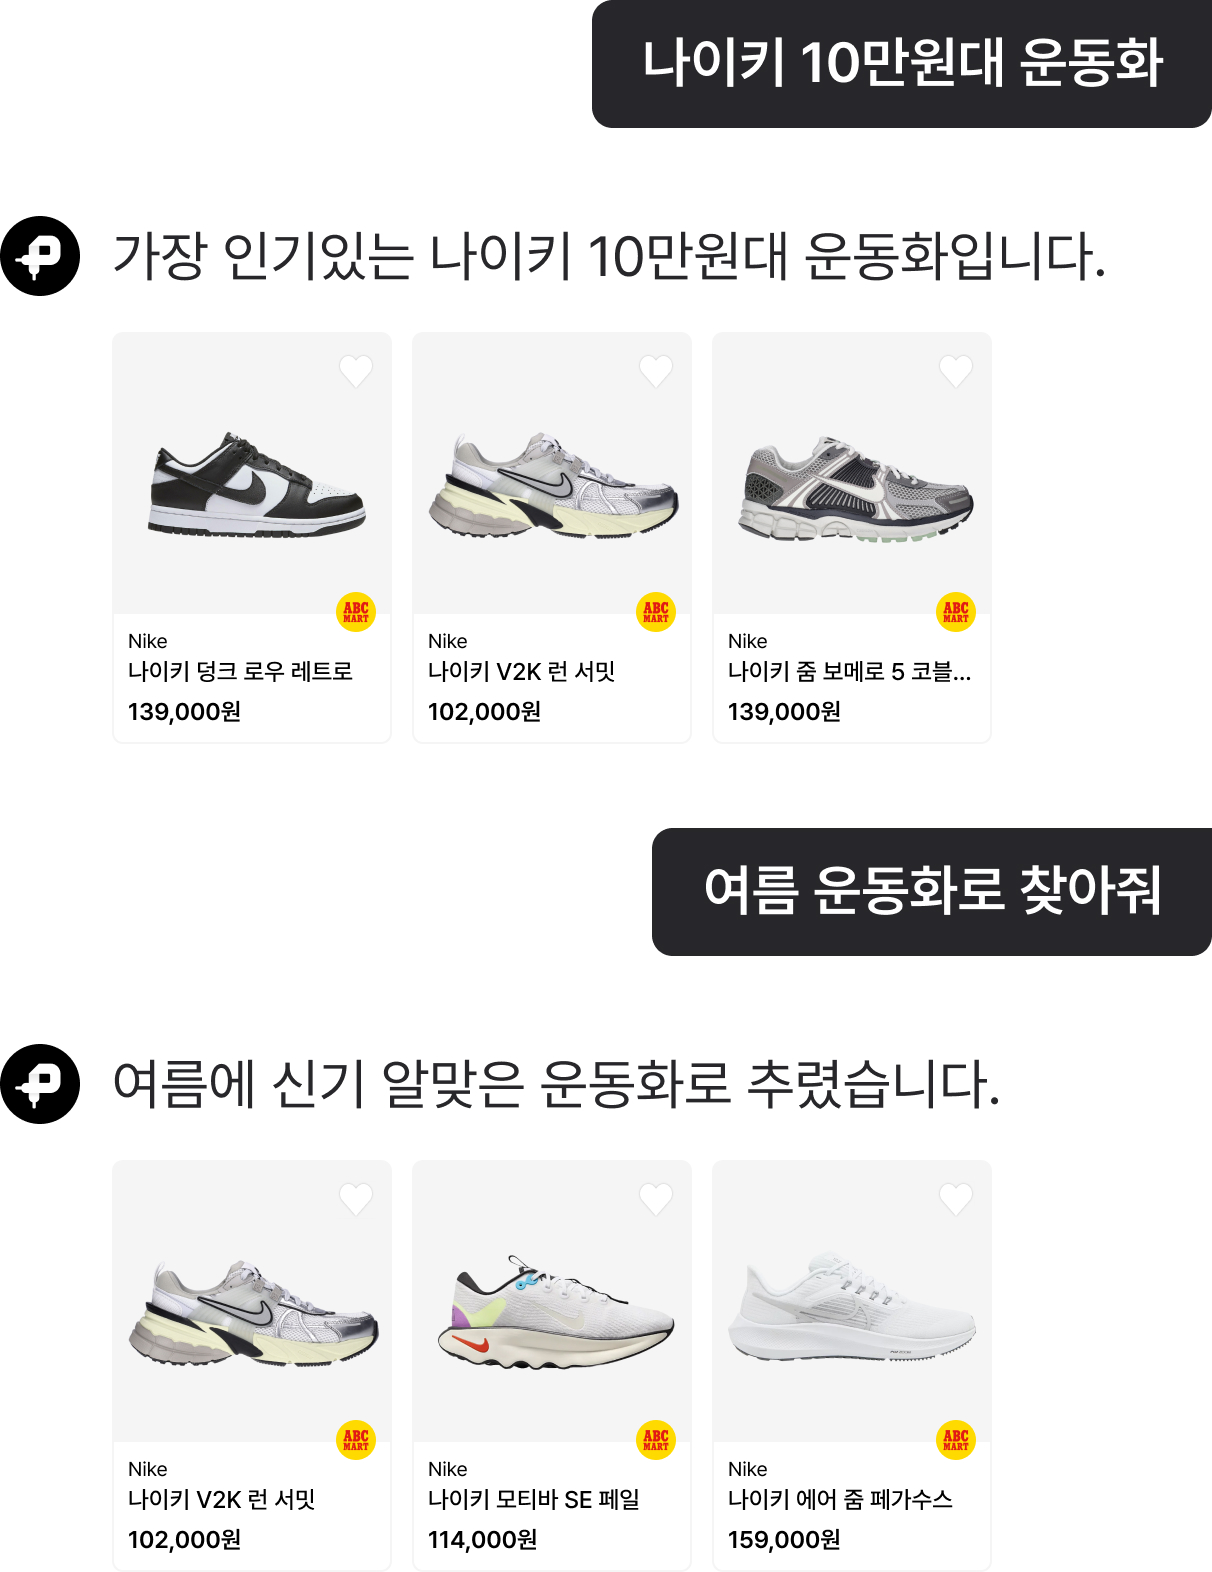 나이키 10만원대 운동화
가장 인기있는 나이키 10만원대 운동화입니다.
ABC MART
ABC MART
ABC MART
Nike
나이키 덩크 로우 레트로
139,000원
Nike
나이키 V2K 런 서밋
102,000원
Nike
나이키 줌 보메로 5 코블...
139,000원
여름 운동화로 찾아줘
여름에 신기 알맞은 운동화로 추렸습니다.
ABC MART
ABC MART
ABC MART
Nike
나이키 V2K 런 서밋
102,000원
Nike
나이키 모티바 SE 페일
114,000원
Nike
나이키 에어 줌 페가수스
159,000원